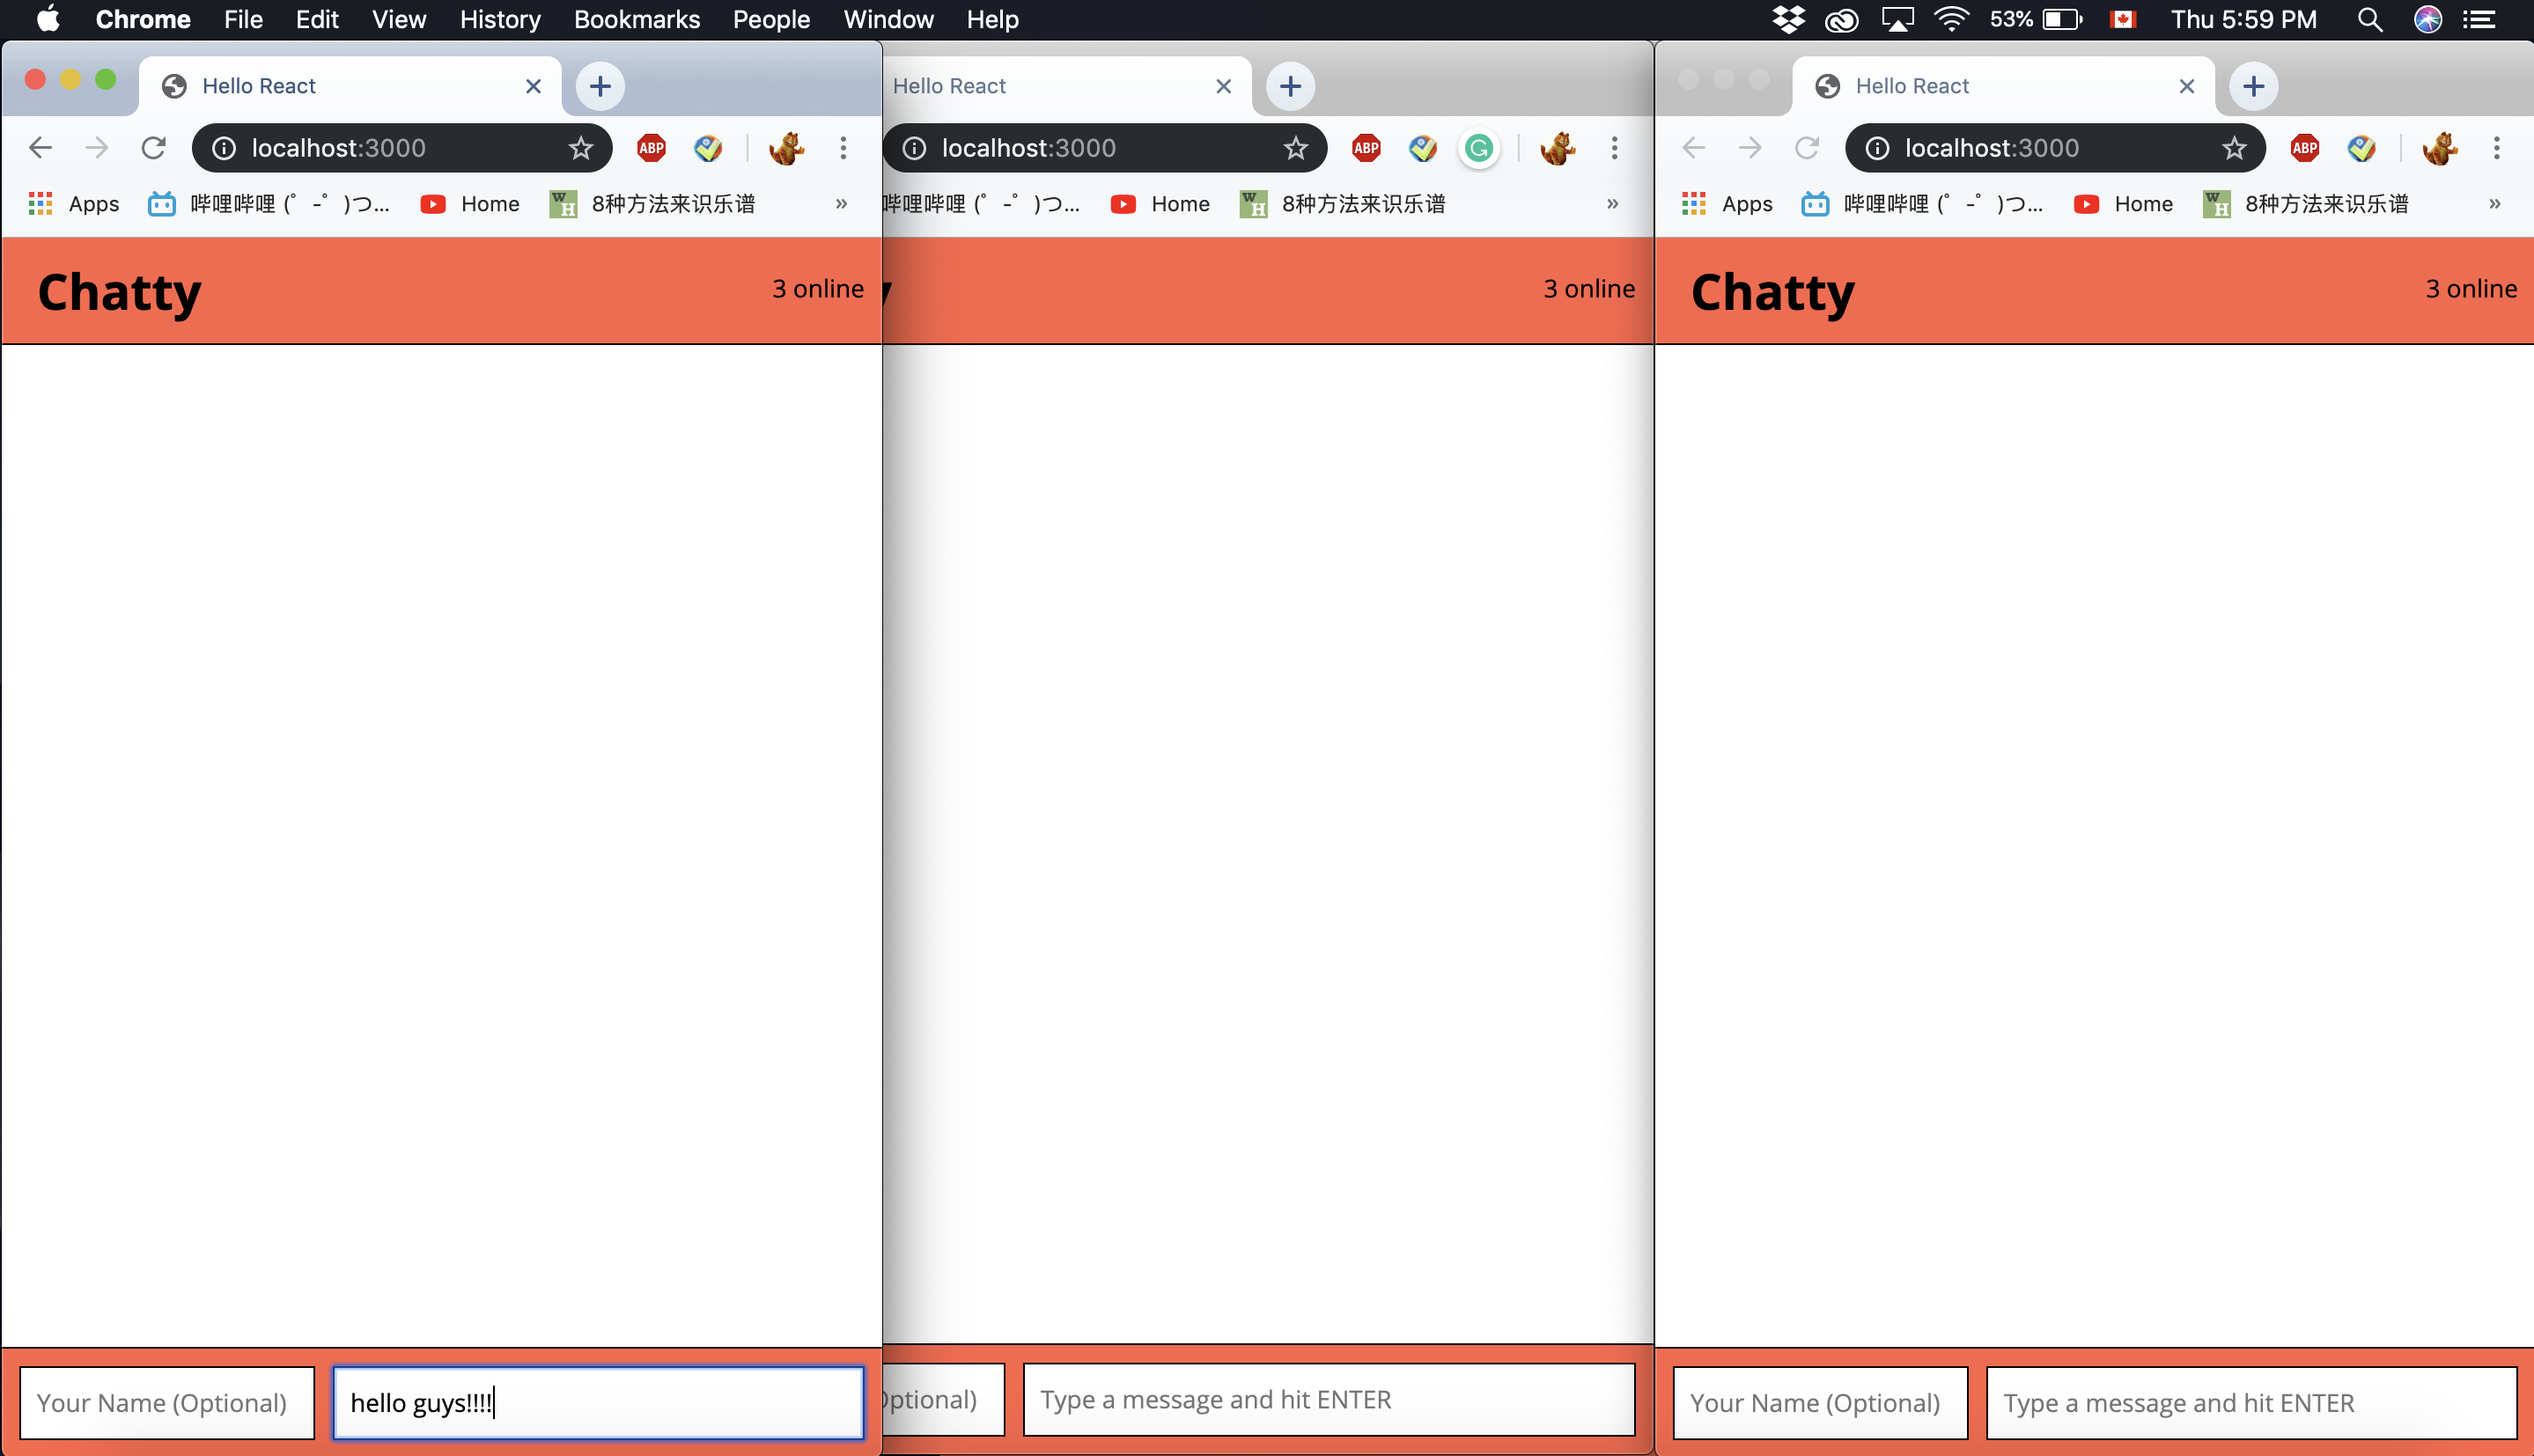 Chrome File Edit View History Bookmarks People Window Help 53% Thu 5:59 PM
Hello React
localhost:3000 ABP
Apps 哔哩哔哩 (゜-゜)つ... Home WH 8种方法来识乐谱 »
Chatty 3 online
Your Name (Optional) hello guys!!!!
Hello React
localhost:3000 ABP
哔哩哔哩 (゜-゜)つ... Home WH 8种方法来识乐谱 »
y 3 online
Optional) Type a message and hit ENTER
Hello React
localhost:3000 ABP
Apps 哔哩哔哩 (゜-゜)つ... Home WH 8种方法来识乐谱 »
Chatty 3 online
Your Name (Optional) Type a message and hit ENTER